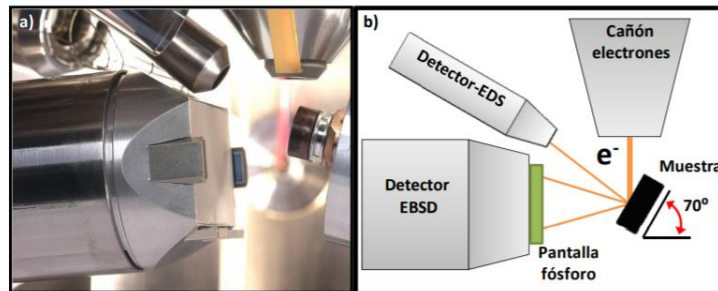 a)
b)
Cañón
electrones
Detector-EDS
e-
Muestra
Detector
EBSD
70º
Pantalla
fósforo